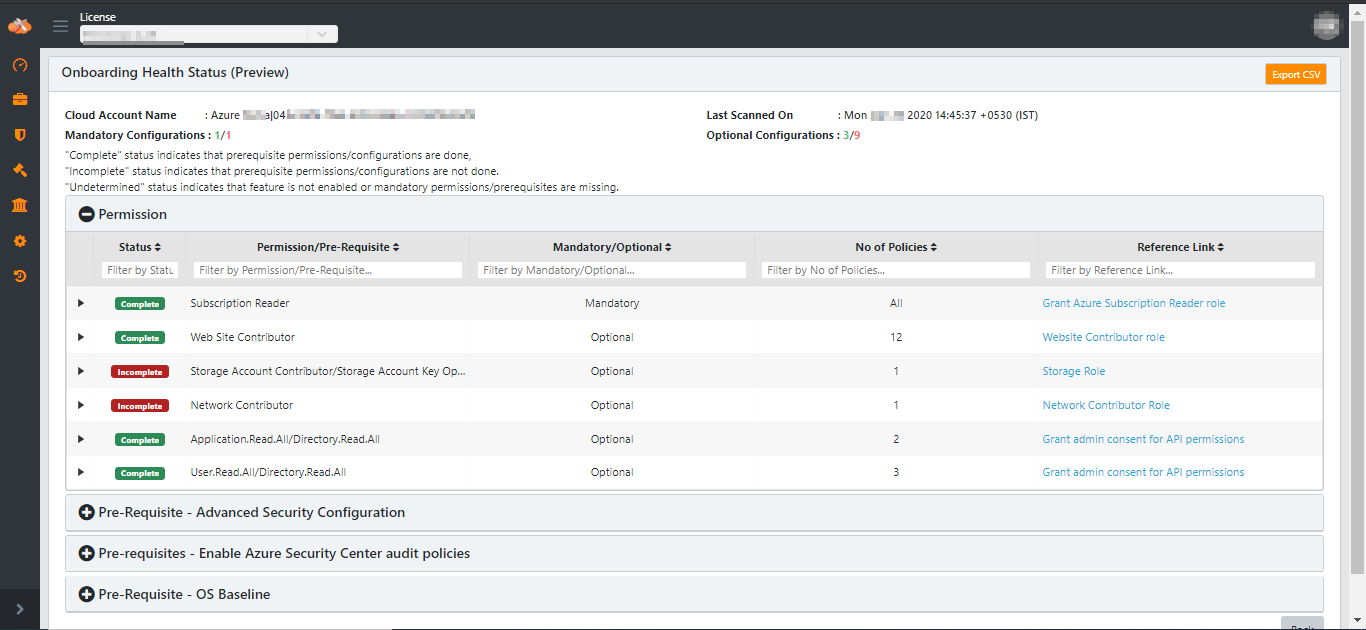 License
Onboarding Health Status (Preview)
Export CSV
Cloud Account Name : Azure
Last Scanned On : Mon 2020 14:45:37 +0530 (IST)
Mandatory Configurations : 1/1
Optional Configurations : 3/9
"Complete" status indicates that prerequisite permissions/configurations are done,
"Incomplete" status indicates that prerequisite permissions/configurations are not done.
"Undetermined" status indicates that feature is not enabled or mandatory permissions/prerequisites are missing.
Permission
Status Permission/Pre-Requisite Mandatory/Optional No of Policies Reference Link
Filter by Statu Filter by Permission/Pre-Requisite... Filter by Mandatory/Optional... Filter by No of Policies... Filter by Reference Link...
Complete Subscription Reader Mandatory All Grant Azure Subscription Reader role
Complete Web Site Contributor Optional 12 Website Contributor role
Incomplete Storage Account Contributor/Storage Account Key Op... Optional 1 Storage Role
Incomplete Network Contributor Optional 1 Network Contributor Role
Complete Application.Read.All/Directory.Read.All Optional 2 Grant admin consent for API permissions
Complete User.Read.All/Directory.Read.All Optional 3 Grant admin consent for API permissions
Pre-Requisite - Advanced Security Configuration
Pre-requisites - Enable Azure Security Center audit policies
Pre-Requisite - OS Baseline